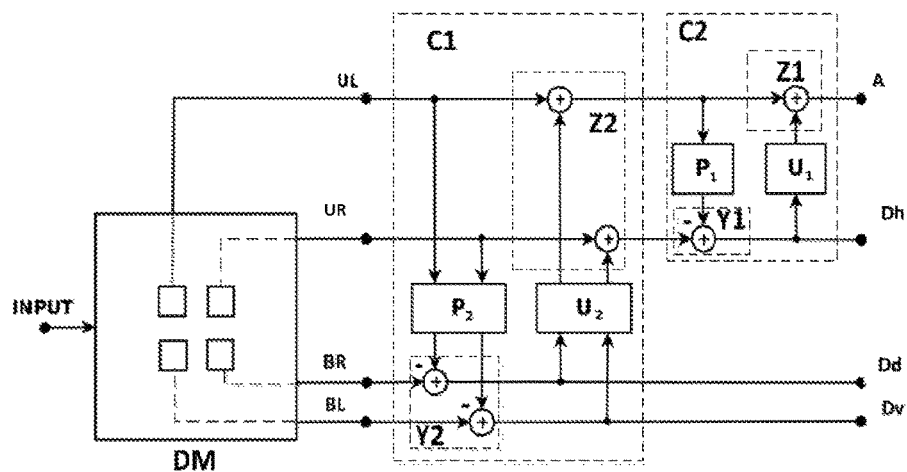 C1
C2
UL
Z1
A
Z2
P1
U1
UR
- Y1
Dh
INPUT
P2
U2
BR
-
Dd
BL
-
Dv
Y2
DM